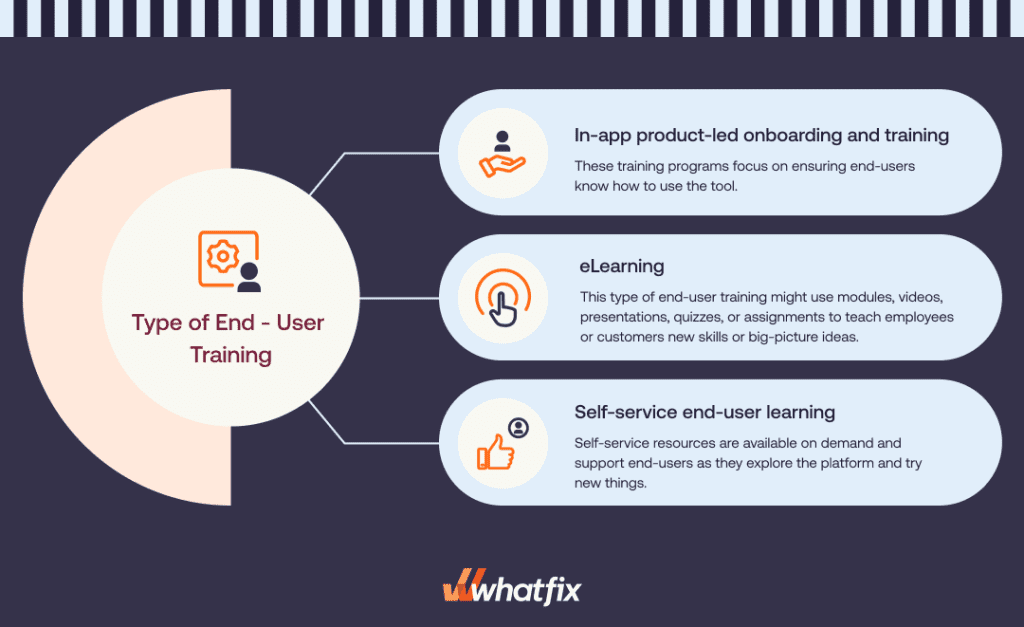 Type of End - User
Training
In-app product-led onboarding and training
These training programs focus on ensuring end-users
know how to use the tool.
eLearning
This type of end-user training might use modules, videos,
presentations, quizzes, or assignments to teach employees
or customers new skills or big-picture ideas.
Self-service end-user learning
Self-service resources are available on demand and
support end-users as they explore the platform and try
new things.
whatfix